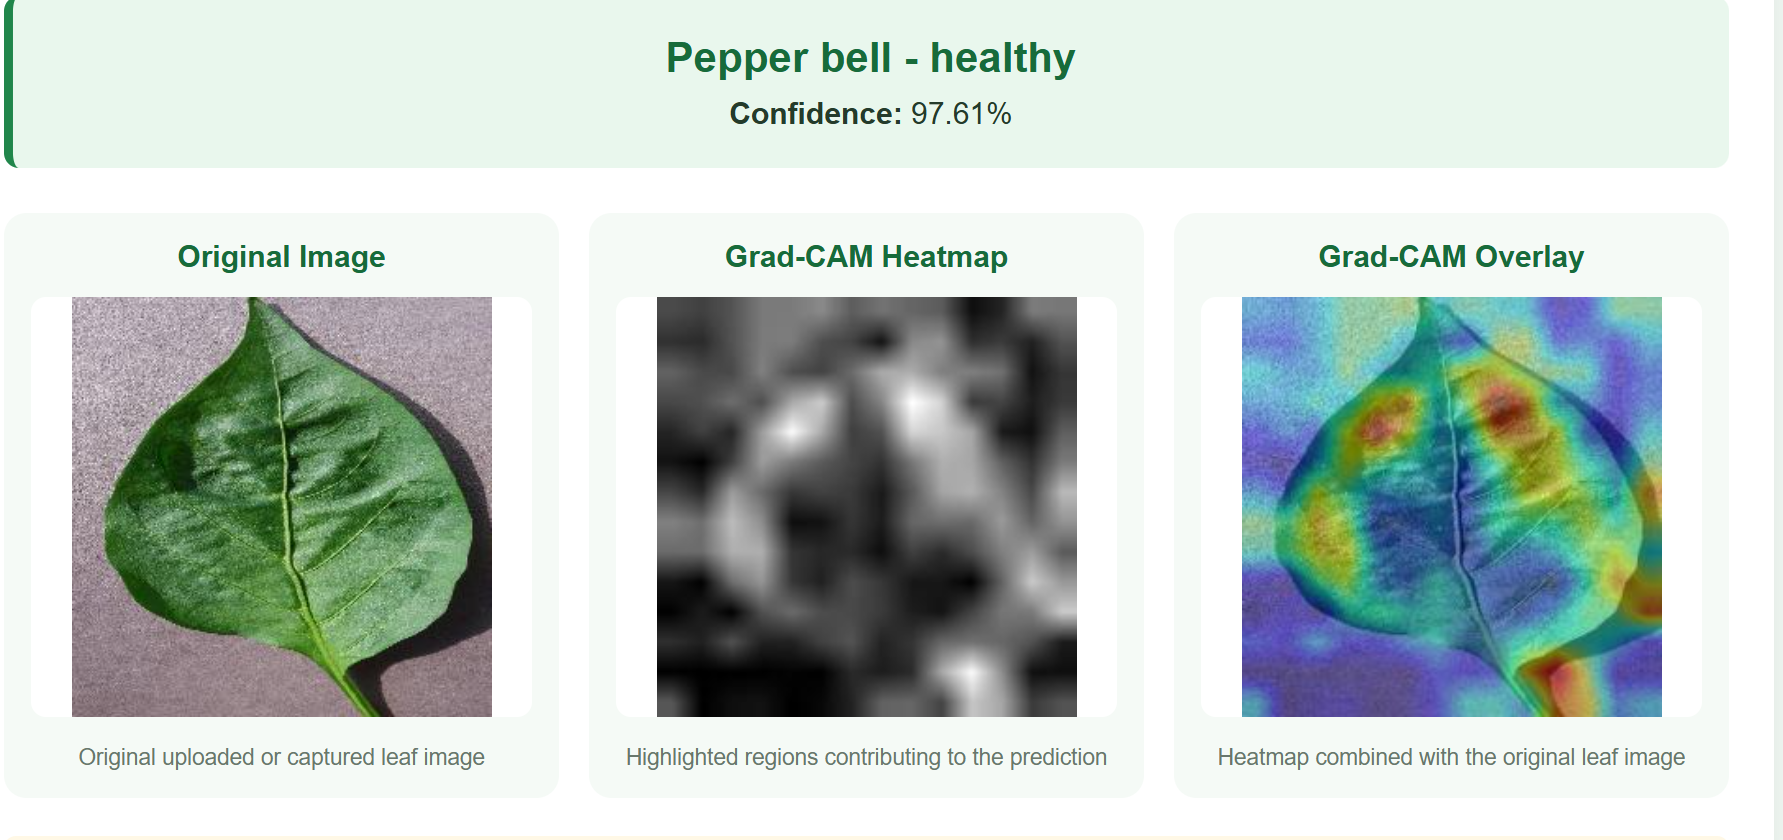 Pepper bell - healthy
Confidence: 97.61%
Original Image
Grad-CAM Heatmap
Grad-CAM Overlay
Original uploaded or captured leaf image
Highlighted regions contributing to the prediction
Heatmap combined with the original leaf image